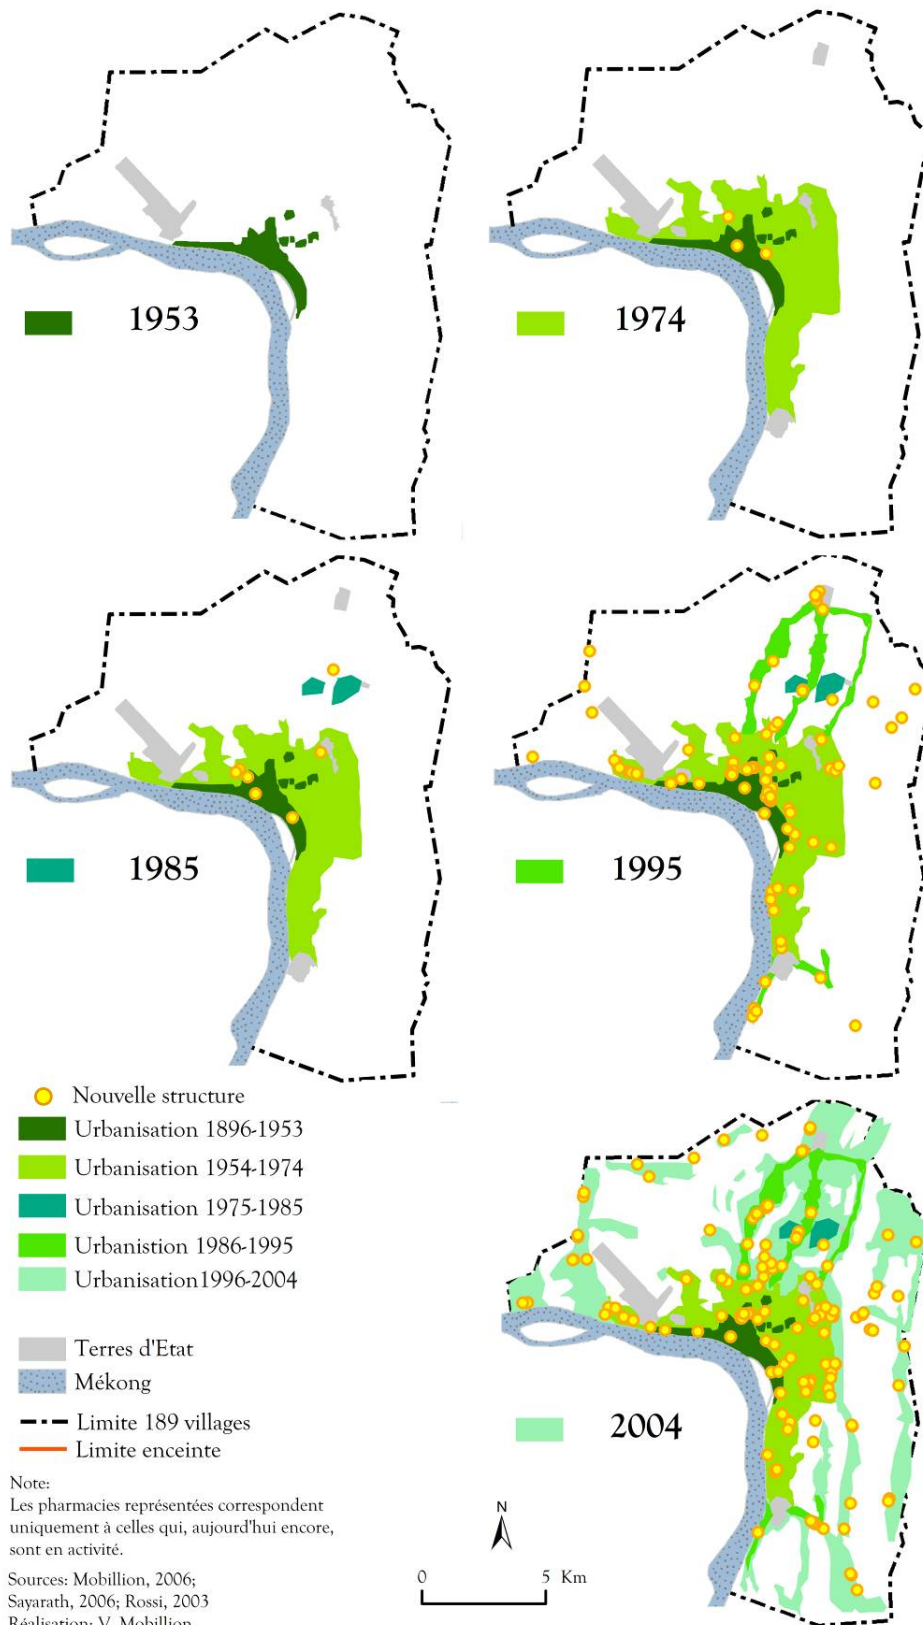 1953
1974
1985
1995
Nouvelle structure
Urbanisation 1896-1953
Urbanisation 1954-1974
Urbanisation 1975-1985
Urbanistion 1986-1995
Urbanisation1996-2004
Terres d'Etat
Mékong
Limite 189 villages
Limite enceinte
2004
Note:
Les pharmacies représentées correspondent
uniquement à celles qui, aujourd'hui encore,
sont en activité.
N
0 5 Km
Sources: Mobillion, 2006;
Sayarath, 2006; Rossi, 2003
Réalisation: V. Mobillion